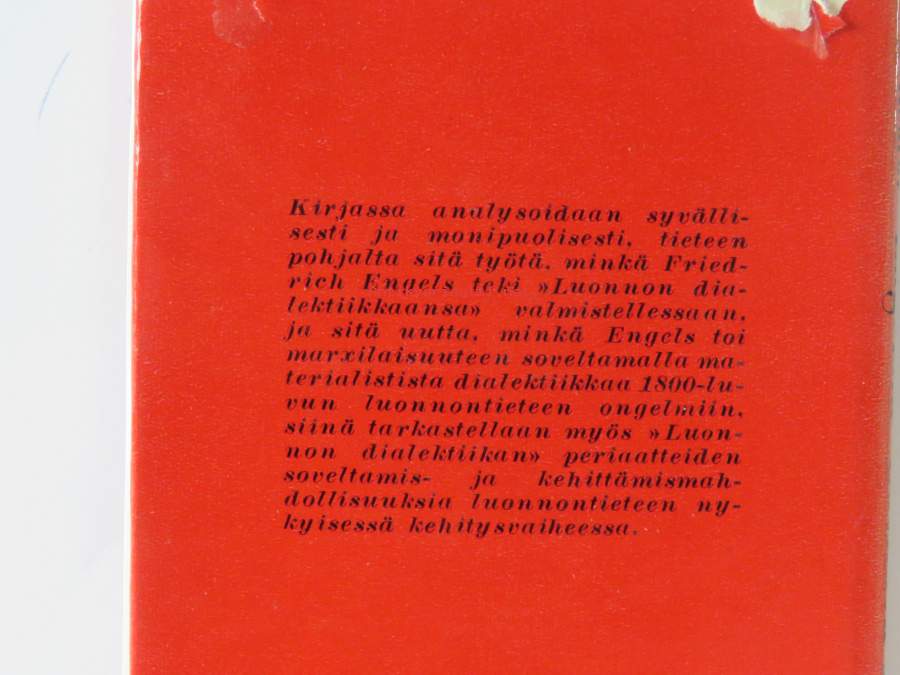 Kirjassa analysoidaan syvälli-
sesti ja monipuolisesti, tieteen
pohjalta sitä työtä, minkä Fried-
rich Engels teki »Luonnon dia-
lektiikkaansa» valmistellessaan,
ja sitä uutta, minkä Engels toi
marxilaisuuteen soveltamalla ma-
terialistista dialektiikkaa 1800-lu-
vun luonnontieteen ongelmiin,
siinä tarkastellaan myös »Luon-
non dialektiikan» periaatteiden
soveltamis- ja kehittämismah-
dollisuuksia luonnontieteen ny-
kyisessä kehitysvaiheessa.